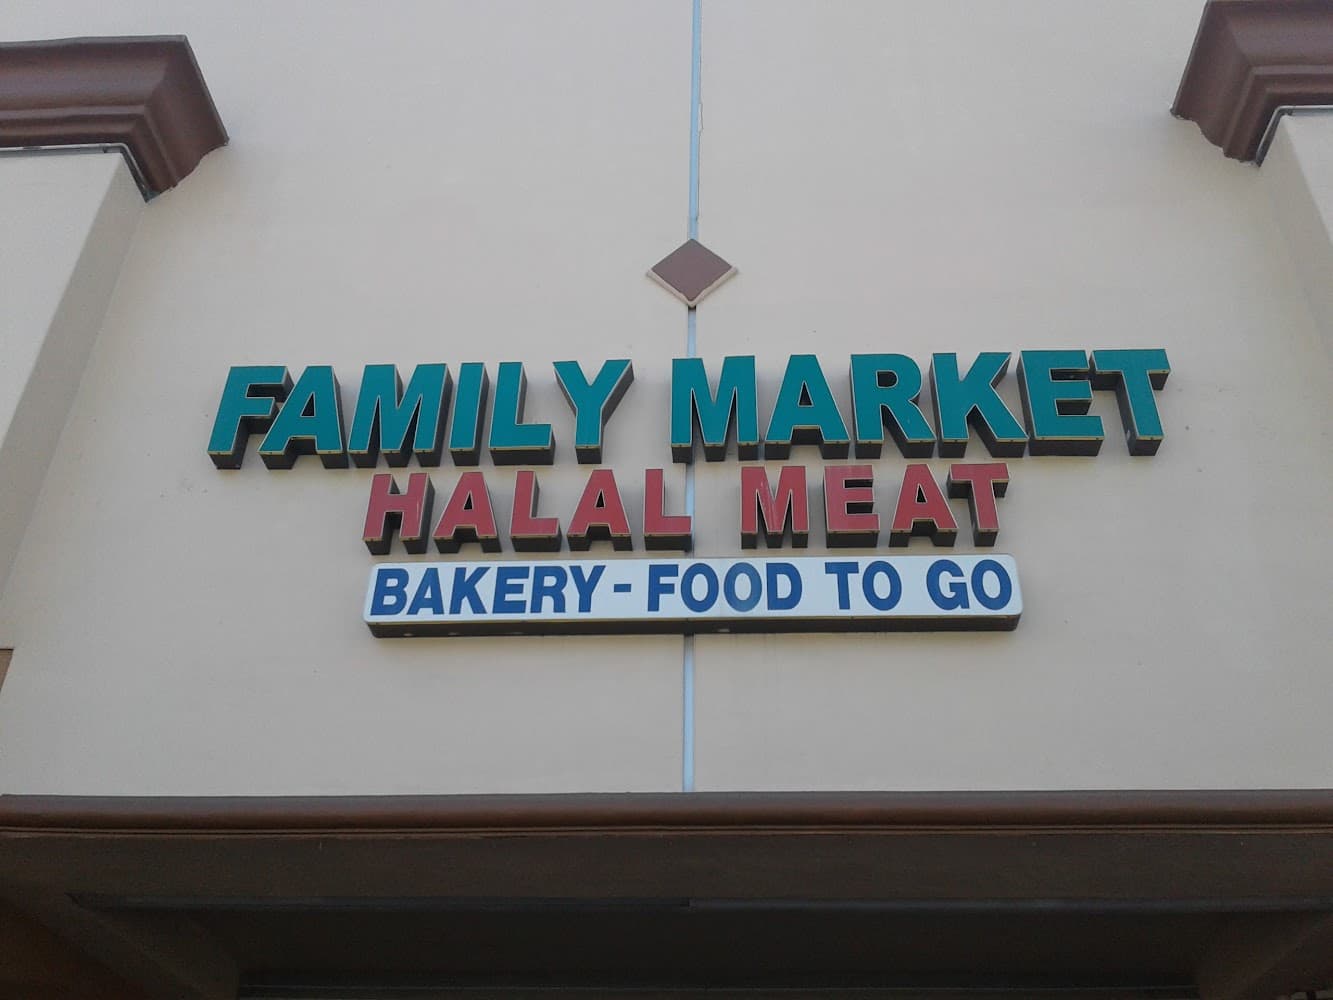 FAMILY MARKET
HALAL MEAT
BAKERY - FOOD TO GO